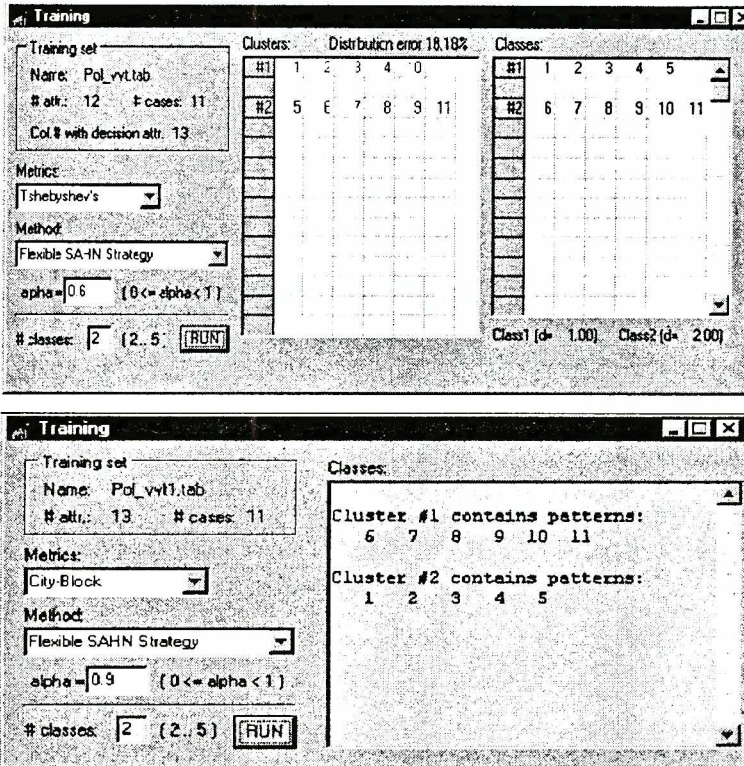 Training
Training set
Name: Pol_vvt.tab
# attr.: 12 # cases: 11
Col.# with decision attr. 13
Metrics:
Tshebyshev's
Method:
Flexible SAHN Strategy
alpha = 0.6 (0 <= alpha < 1)
# classes: 2 (2..5) RUN
Clusters: Distribution error 18.18%
#1 1 2 3 4 0
#2 5 6 7 8 9 11
Classes:
#1 1 2 3 4 5
#2 6 7 8 9 10 11
Class1 (d= 1.00) Class2 (d= 2.00)
Training
Training set
Name: Pol_vvt1.tab
# attr.: 13 # cases: 11
Metrics:
City-Block
Method:
Flexible SAHN Strategy
alpha = 0.9 (0 <= alpha < 1)
# classes: 2 (2..5) RUN
Classes:
Cluster #1 contains patterns:
6 7 8 9 10 11
Cluster #2 contains patterns:
1 2 3 4 5